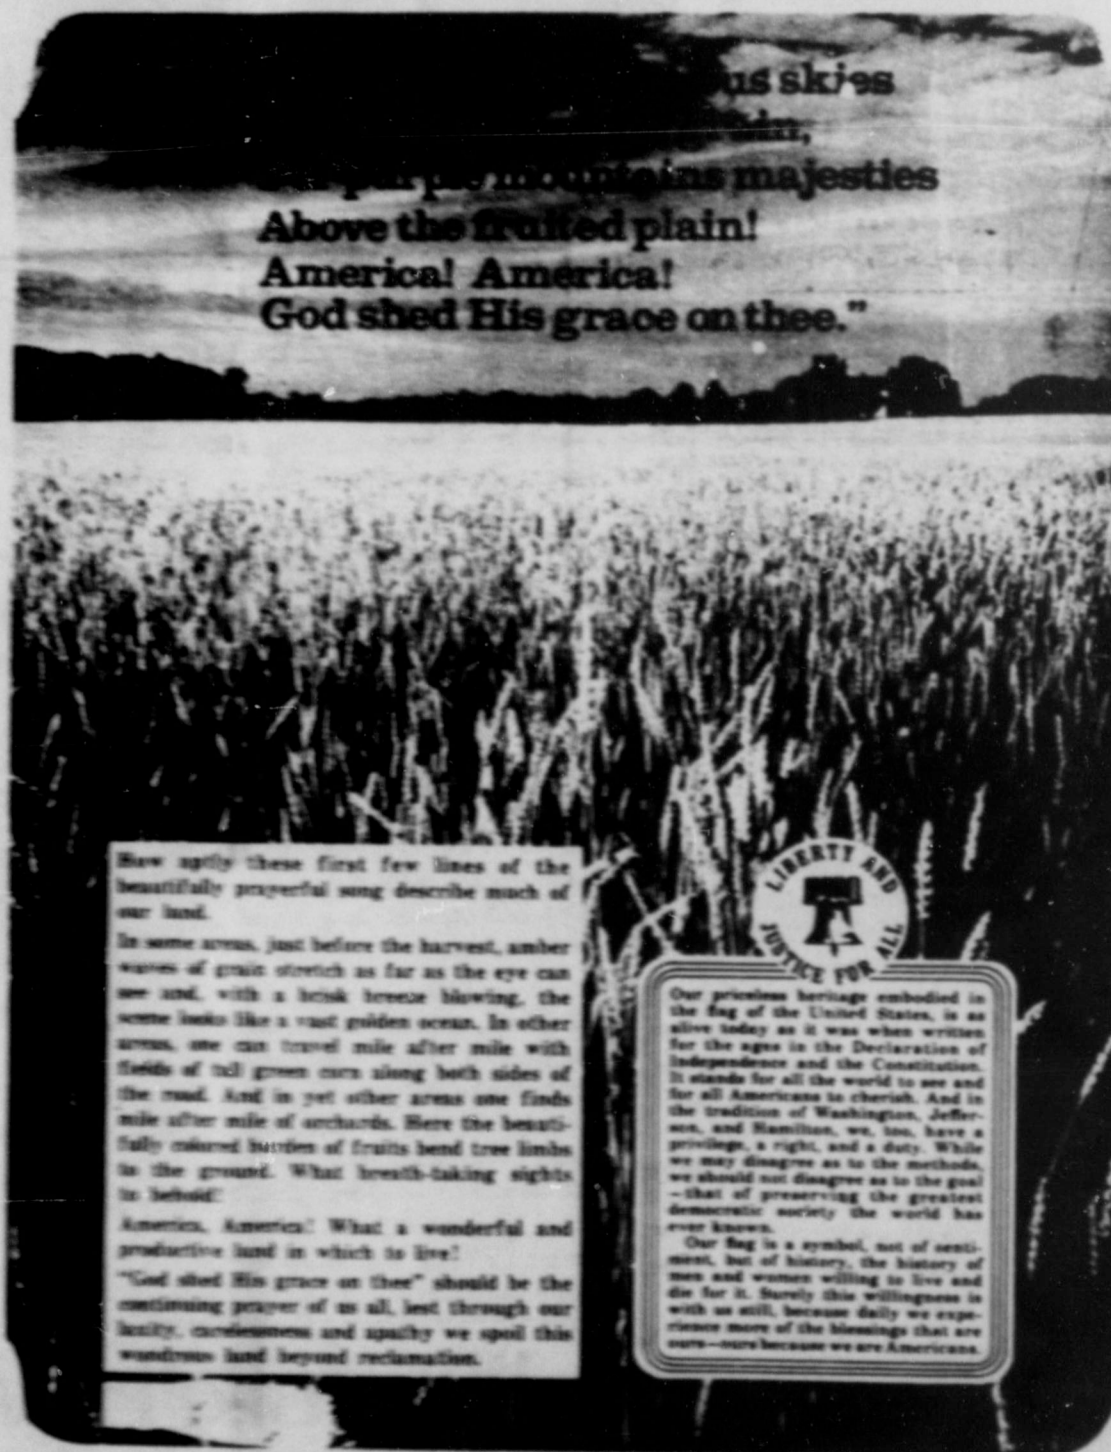 us skies
mountains majesties
Above the fruited plain!
America! America!
God shed His grace on thee."
How aptly these first few lines of the
beautifully prayerful song describe much of
our land.
In some areas, just before the harvest, amber
waves of grain stretch as far as the eye can
see and, with a brisk breeze blowing, the
scene looks like a vast golden ocean. In other
areas, one can travel mile after mile with
fields of tall green corn along both sides of
the road. And in yet other areas one finds
mile after mile of orchards. Here the beauti-
fully colored burden of fruits bend tree limbs
to the ground. What breath-taking sights
to behold!
America, America! What a wonderful and
productive land in which to live!
"God shed His grace on thee" should be the
continuing prayer of us all, lest through our
laxity, carelessness and apathy we spoil this
wondrous land beyond reclamation.
LIBERTY AND
JUSTICE FOR ALL
Our priceless heritage embodied in
the flag of the United States, is as
alive today as it was when written
for the ages in the Declaration of
Independence and the Constitution.
It stands for all the world to see and
for all Americans to cherish. And in
the tradition of Washington, Jeffer-
son, and Hamilton, we, too, have a
privilege, a right, and a duty. While
we may disagree as to the methods,
we should not disagree as to the goal
—that of preserving the greatest
democratic society the world has
ever known.
Our flag is a symbol, not of senti-
ment, but of history, the history of
men and women willing to live and
die for it. Surely this willingness is
with us still, because daily we expe-
rience more of the blessings that are
ours—ours because we are Americans.